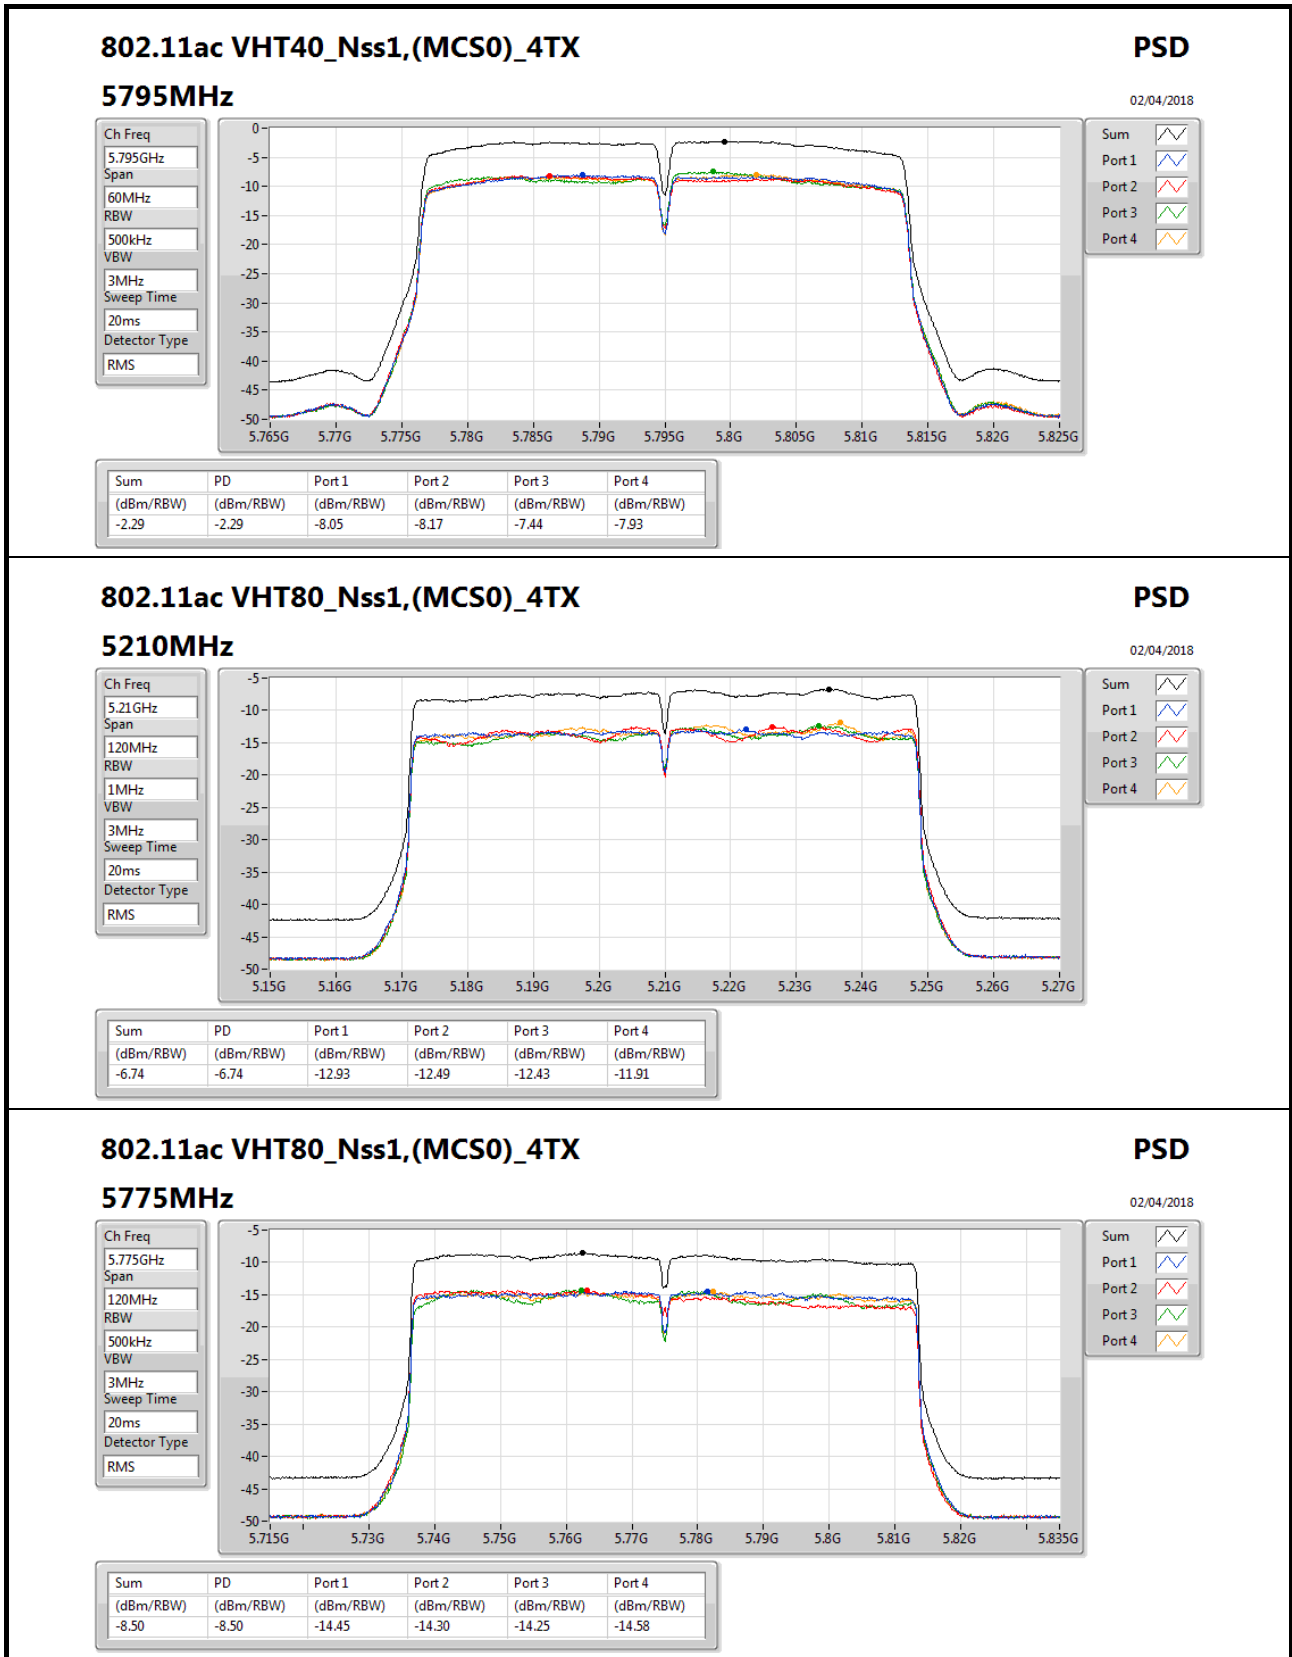 802.11ac VHT40_Nss1,(MCS0)_4TX PSD
5795MHz 02/04/2018
Ch Freq
5.795GHz
Span
60MHz
RBW
500kHz
VBW
3MHz
Sweep Time
20ms
Detector Type
RMS
0
-5
-10
-15
-20
-25
-30
-35
-40
-45
-50
5.765G 5.77G 5.775G 5.78G 5.785G 5.79G 5.795G 5.8G 5.805G 5.81G 5.815G 5.82G 5.825G
Sum
Port 1
Port 2
Port 3
Port 4
Sum PD Port 1 Port 2 Port 3 Port 4
(dBm/RBW) (dBm/RBW) (dBm/RBW) (dBm/RBW) (dBm/RBW) (dBm/RBW)
-2.29 -2.29 -8.05 -8.17 -7.44 -7.93
802.11ac VHT80_Nss1,(MCS0)_4TX PSD
5210MHz 02/04/2018
Ch Freq
5.21GHz
Span
120MHz
RBW
1MHz
VBW
3MHz
Sweep Time
20ms
Detector Type
RMS
-5
-10
-15
-20
-25
-30
-35
-40
-45
-50
5.15G 5.16G 5.17G 5.18G 5.19G 5.2G 5.21G 5.22G 5.23G 5.24G 5.25G 5.26G 5.27G
Sum
Port 1
Port 2
Port 3
Port 4
Sum PD Port 1 Port 2 Port 3 Port 4
(dBm/RBW) (dBm/RBW) (dBm/RBW) (dBm/RBW) (dBm/RBW) (dBm/RBW)
-6.74 -6.74 -12.93 -12.49 -12.43 -11.91
802.11ac VHT80_Nss1,(MCS0)_4TX PSD
5775MHz 02/04/2018
Ch Freq
5.775GHz
Span
120MHz
RBW
500kHz
VBW
3MHz
Sweep Time
20ms
Detector Type
RMS
-5
-10
-15
-20
-25
-30
-35
-40
-45
-50
5.715G 5.73G 5.74G 5.75G 5.76G 5.77G 5.78G 5.79G 5.8G 5.81G 5.82G 5.835G
Sum
Port 1
Port 2
Port 3
Port 4
Sum PD Port 1 Port 2 Port 3 Port 4
(dBm/RBW) (dBm/RBW) (dBm/RBW) (dBm/RBW) (dBm/RBW) (dBm/RBW)
-8.50 -8.50 -14.45 -14.30 -14.25 -14.58